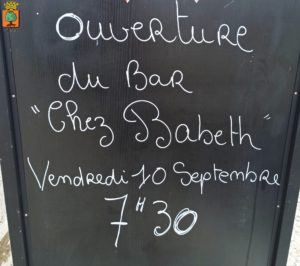 Ouverture
du Bar
"Chez Babeth"
Vendredi 10 Septembre
7H30